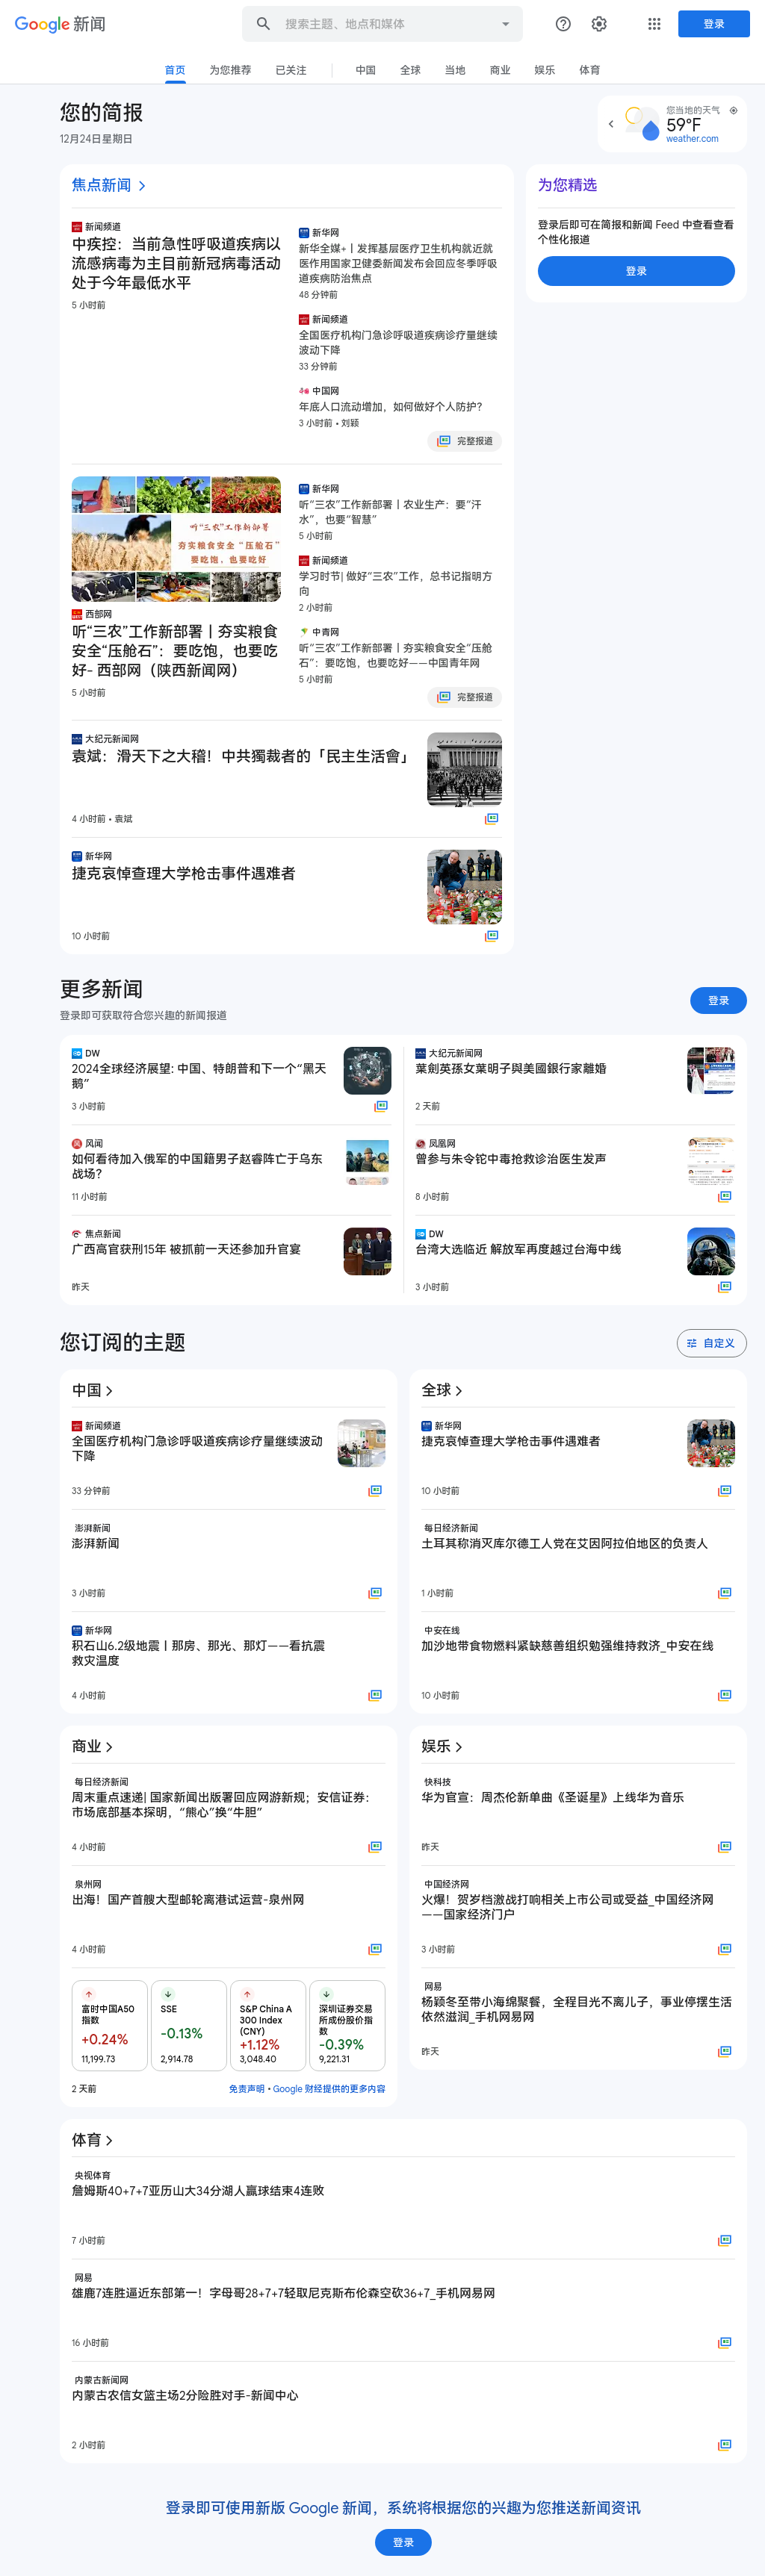 Google 新闻
搜索主题、地点和媒体
登录
首页
为您推荐
已关注
中国
全球
当地
商业
娱乐
体育
您的简报
12月24日星期日
您当地的天气
59°F
weather.com
焦点新闻
新闻频道
中疾控：当前急性呼吸道疾病以
流感病毒为主目前新冠病毒活动
处于今年最低水平
5 小时前
新华网
新华全媒+丨发挥基层医疗卫生机构就近就
医作用国家卫健委新闻发布会回应冬季呼吸
道疾病防治焦点
48 分钟前
新闻频道
全国医疗机构门急诊呼吸道疾病诊疗量继续
波动下降
33 分钟前
中国网
年底人口流动增加，如何做好个人防护？
3 小时前 • 刘颖
完整报道
听“三农”工作新部署
夯实粮食安全“压舱石”
要吃饱，也要吃好
西部网
听“三农”工作新部署丨夯实粮食
安全“压舱石”：要吃饱，也要吃
好- 西部网（陕西新闻网）
5 小时前
新华网
听“三农”工作新部署丨农业生产：要“汗
水”，也要“智慧”
5 小时前
新闻频道
学习时节| 做好“三农”工作，总书记指明方
向
2 小时前
中青网
听“三农”工作新部署丨夯实粮食安全“压舱
石”：要吃饱，也要吃好——中国青年网
5 小时前
完整报道
大纪元新闻网
袁斌：滑天下之大稽！中共獨裁者的「民主生活會」
4 小时前 • 袁斌
新华网
捷克哀悼查理大学枪击事件遇难者
10 小时前
为您精选
登录后即可在简报和新闻 Feed 中查看查看
个性化报道
登录
更多新闻
登录即可获取符合您兴趣的新闻报道
登录
DW
2024全球经济展望: 中国、特朗普和下一个“黑天
鹅”
3 小时前
大纪元新闻网
葉劍英孫女葉明子與美國銀行家離婚
2 天前
风闻
如何看待加入俄军的中国籍男子赵睿阵亡于乌东
战场？
11 小时前
凤凰网
曾参与朱令铊中毒抢救诊治医生发声
8 小时前
焦点新闻
广西高官获刑15年 被抓前一天还参加升官宴
昨天
DW
台湾大选临近 解放军再度越过台海中线
3 小时前
您订阅的主题
自定义
中国
新闻频道
全国医疗机构门急诊呼吸道疾病诊疗量继续波动
下降
33 分钟前
澎湃新闻
澎湃新闻
3 小时前
新华网
积石山6.2级地震丨那房、那光、那灯——看抗震
救灾温度
4 小时前
全球
新华网
捷克哀悼查理大学枪击事件遇难者
10 小时前
每日经济新闻
土耳其称消灭库尔德工人党在艾因阿拉伯地区的负责人
1 小时前
中安在线
加沙地带食物燃料紧缺慈善组织勉强维持救济_中安在线
10 小时前
商业
每日经济新闻
周末重点速递| 国家新闻出版署回应网游新规；安信证券：
市场底部基本探明，“熊心”换“牛胆”
4 小时前
泉州网
出海！国产首艘大型邮轮离港试运营-泉州网
4 小时前
富时中国A50
指数
+0.24%
11,199.73
SSE
-0.13%
2,914.78
S&P China A
300 Index
(CNY)
+1.12%
3,048.40
深圳证券交易
所成份股价指
数
-0.39%
9,221.31
2 天前
免责声明 • Google 财经提供的更多内容
娱乐
快科技
华为官宣：周杰伦新单曲《圣诞星》上线华为音乐
昨天
中国经济网
火爆！贺岁档激战打响相关上市公司或受益_中国经济网
——国家经济门户
3 小时前
网易
杨颖冬至带小海绵聚餐，全程目光不离儿子，事业停摆生活
依然滋润_手机网易网
昨天
体育
央视体育
詹姆斯40+7+7亚历山大34分湖人赢球结束4连败
7 小时前
网易
雄鹿7连胜逼近东部第一！字母哥28+7+7轻取尼克斯布伦森空砍36+7_手机网易网
16 小时前
内蒙古新闻网
内蒙古农信女篮主场2分险胜对手-新闻中心
2 小时前
登录即可使用新版 Google 新闻，系统将根据您的兴趣为您推送新闻资讯
登录